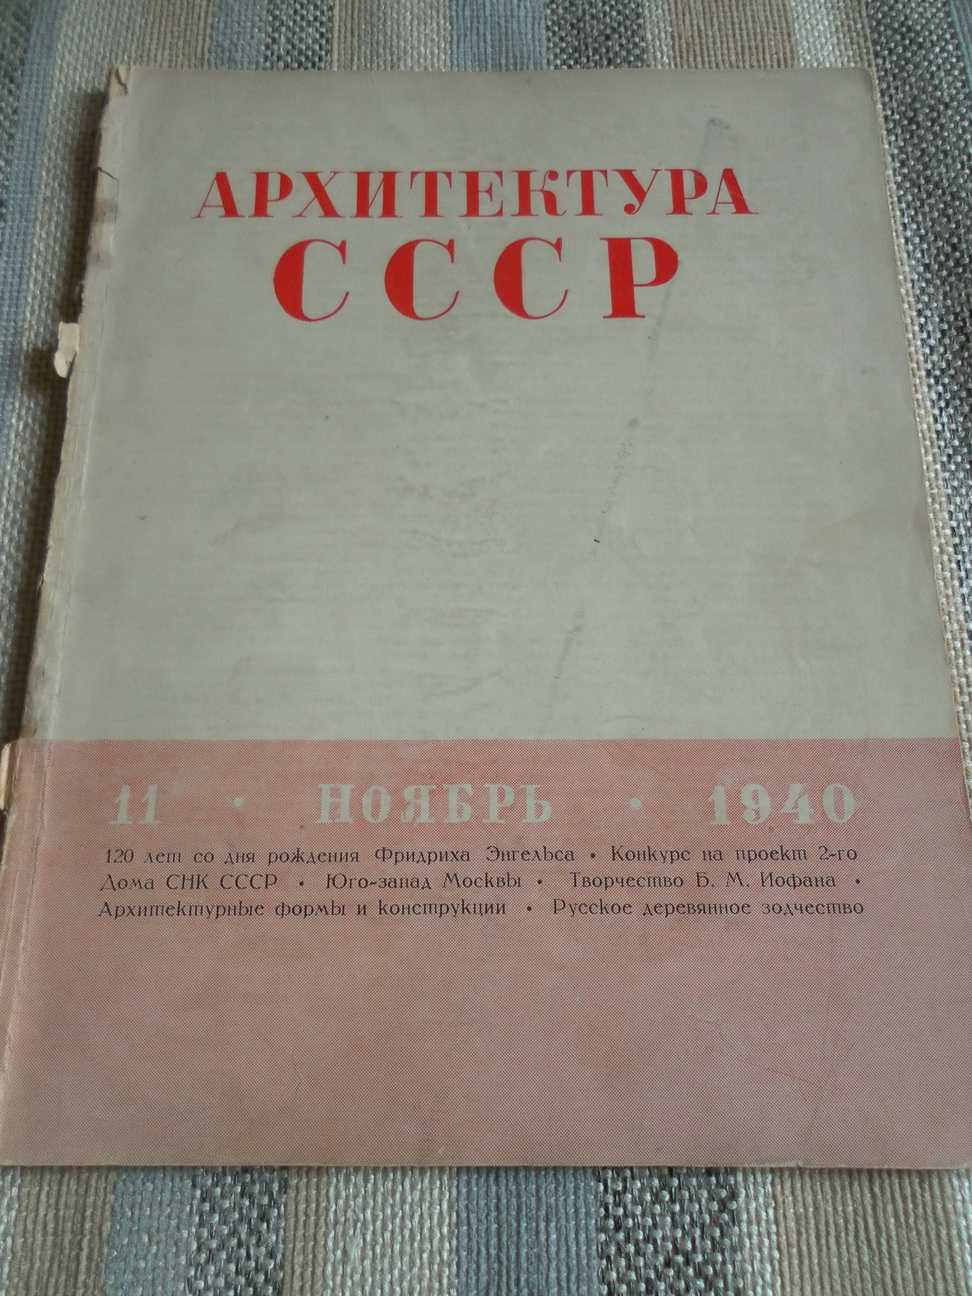 АРХИТЕКТУРА
СССР
11 • НОЯБРЬ • 1940
120 лет со дня рождения Фридриха Энгельса • Конкурс на проект 2-го
Дома СНК СССР • Юго-запад Москвы • Творчество Б. М. Иофана •
Архитектурные формы и конструкции • Русское деревянное зодчество